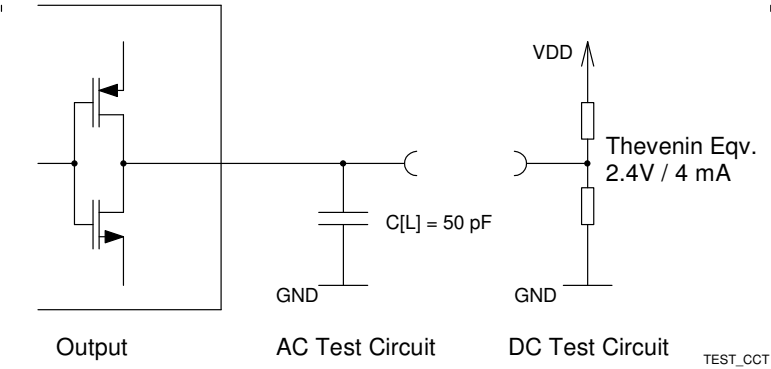 VDD
Thevenin Eqv.
2.4V / 4 mA
C[L] = 50 pF
GND
GND
Output
AC Test Circuit
DC Test Circuit
TEST_CCT